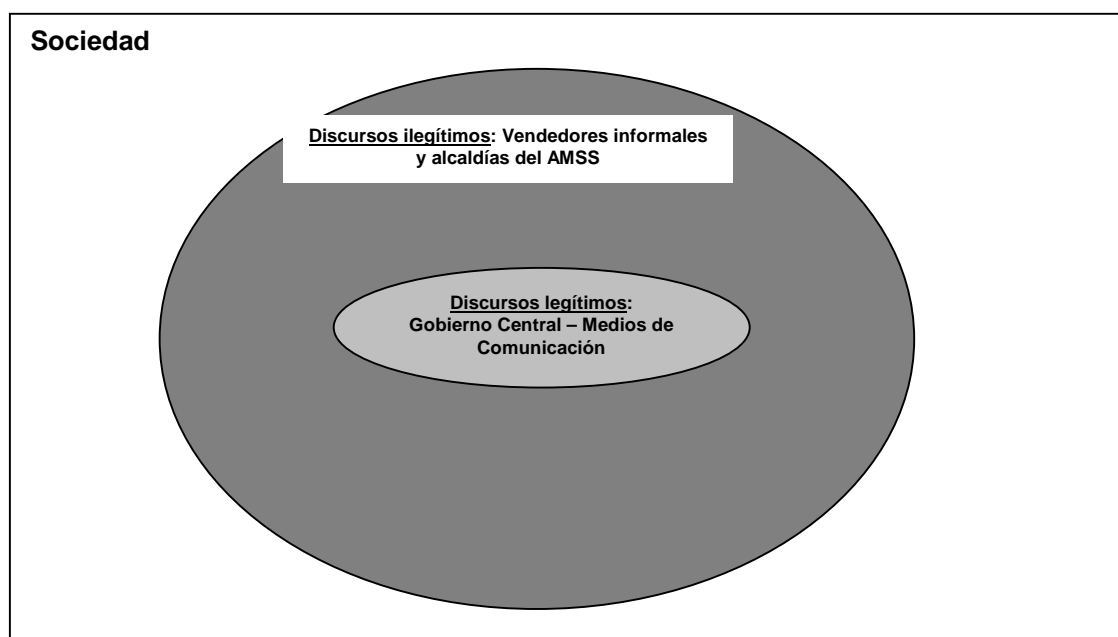 Sociedad
Discursos ilegítimos: Vendedores informales
y alcaldías del AMSS
Discursos legítimos:
Gobierno Central – Medios de
Comunicación